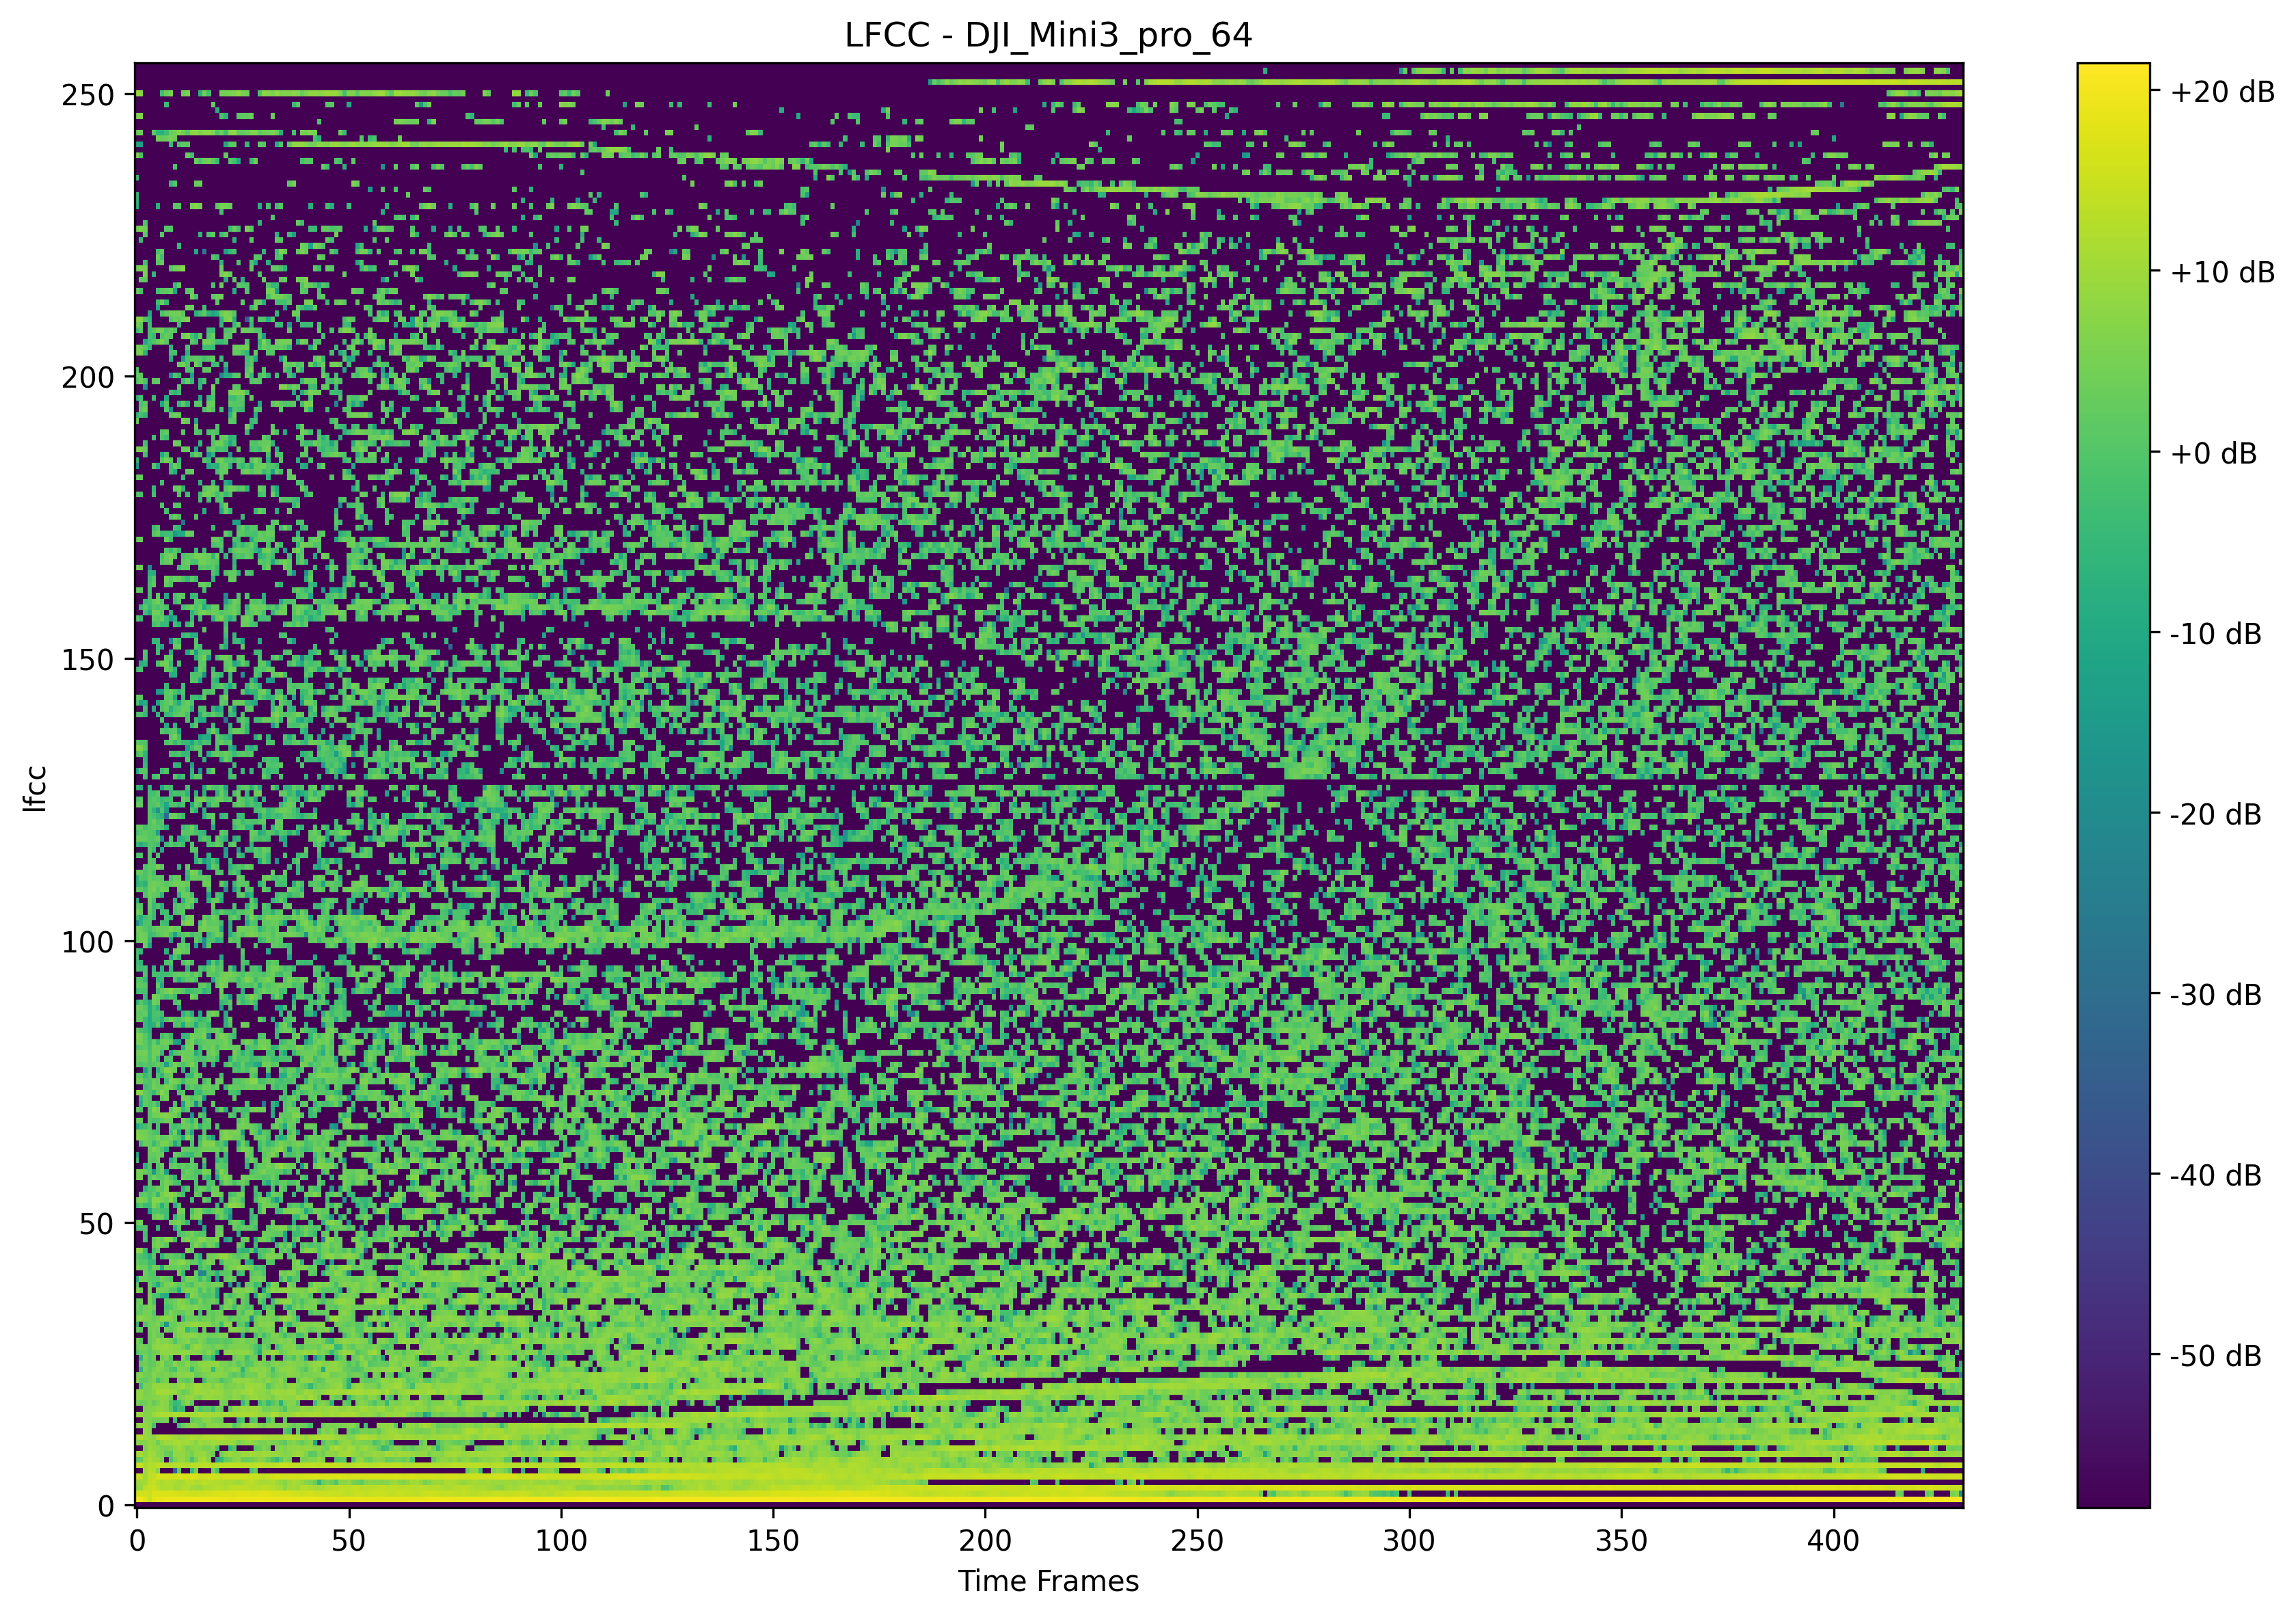 LFCC - DJI_Mini3_pro_64
lfcc
250
200
150
100
50
0
0 50 100 150 200 250 300 350 400
Time Frames
+20 dB
+10 dB
+0 dB
-10 dB
-20 dB
-30 dB
-40 dB
-50 dB